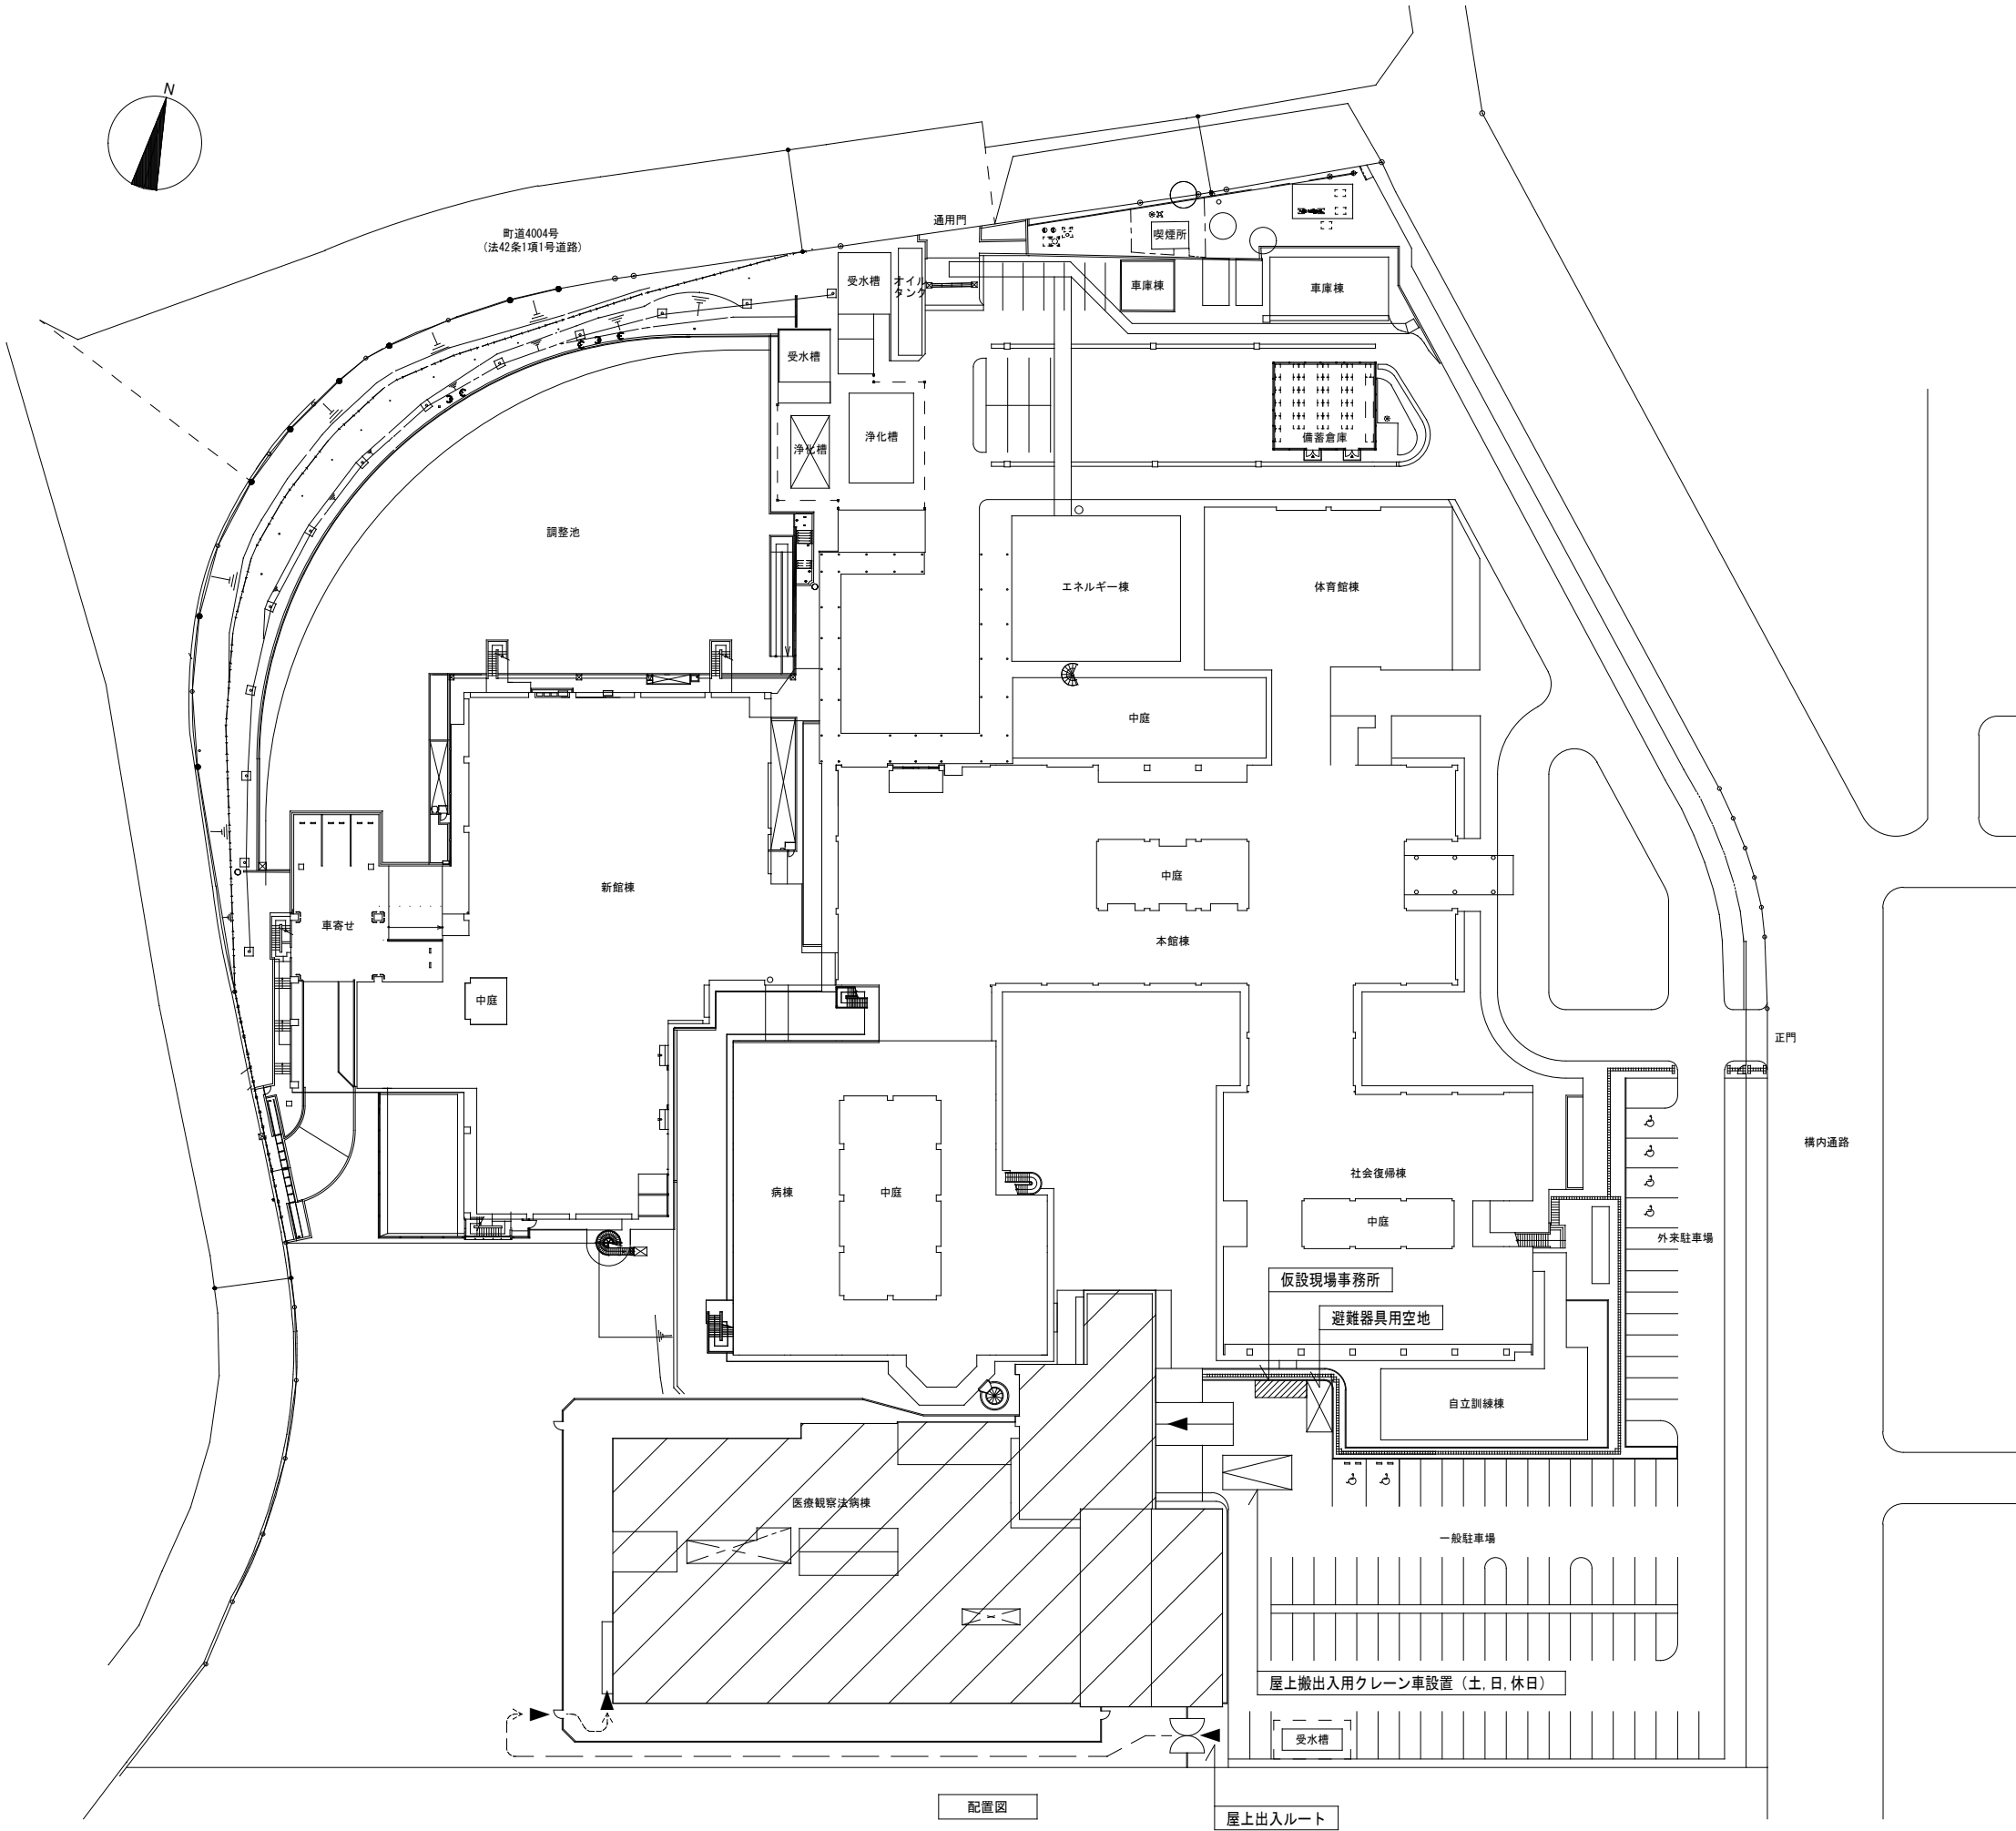 N
町道4004号
(法42条1項1号道路)
通用門
喫煙所
受水槽
オイル
タンク
車庫棟
車庫棟
受水槽
浄化槽
浄化槽
備蓄倉庫
調整池
エネルギー棟
体育館棟
中庭
新館棟
中庭
車寄せ
本館棟
中庭
正門
構内通路
病棟
中庭
社会復帰棟
中庭
外来駐車場
仮設現場事務所
避難器具用空地
自立訓練棟
医療観察法病棟
一般駐車場
屋上搬出入用クレーン車設置（土,日,休日）
受水槽
配置図
屋上出入ルート